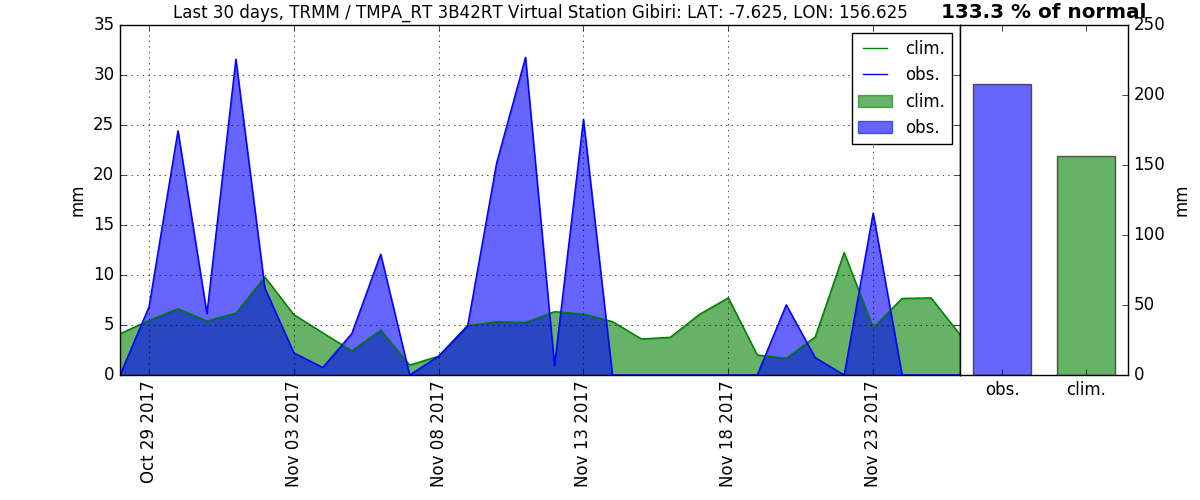 Last 30 days, TRMM / TMPA_RT 3B42RT Virtual Station Gibiri: LAT: -7.625, LON: 156.625
133.3 % of normal
35
30
25
20
15
10
5
0
mm
clim.
obs.
clim.
obs.
Oct 29 2017
Nov 03 2017
Nov 08 2017
Nov 13 2017
Nov 18 2017
Nov 23 2017
250
200
150
100
50
0
mm
obs.
clim.